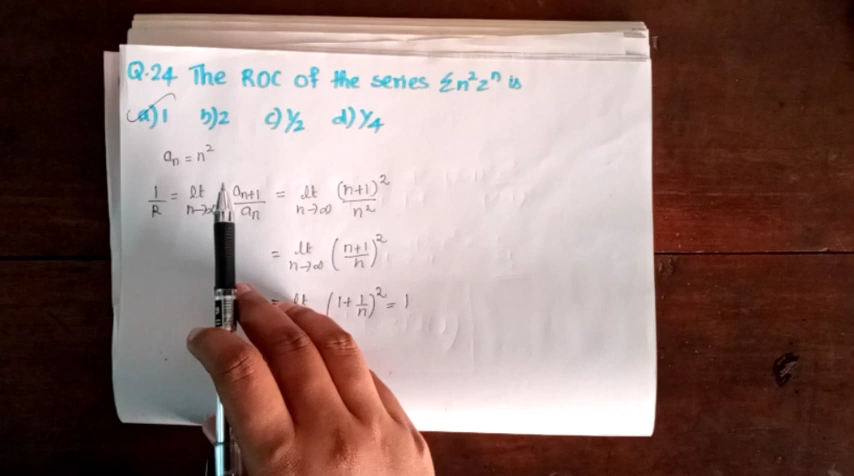 Q.24 The ROC of the series Σn²zⁿ is
a) 1 b) 2 c) 1/2 d) 1/4
aₙ = n²
1/R = lt n→∞ aₙ₊₁/aₙ = lt n→∞ (n+1)²/n²
= lt n→∞ (n+1/n)²
= lt (1+1/n)² = 1